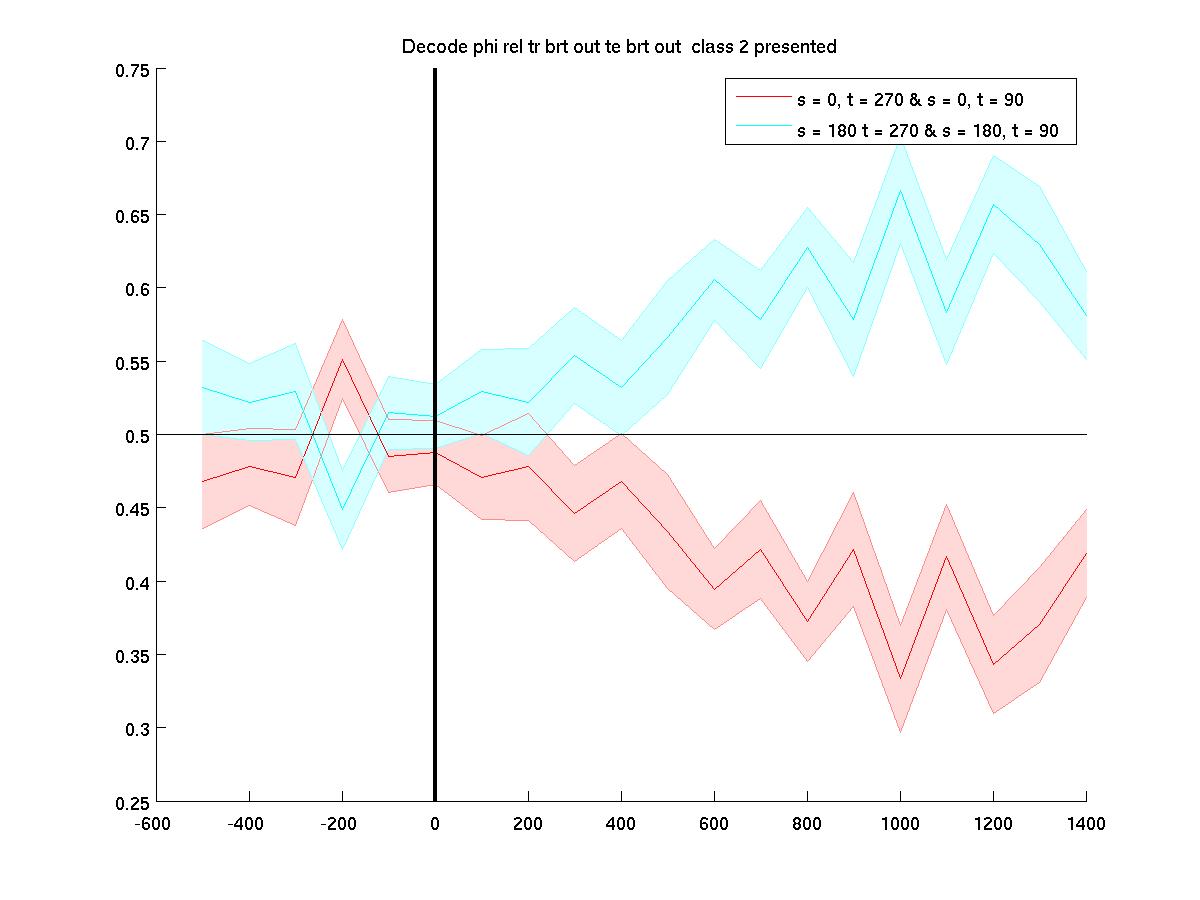 Decode phi rel tr brt out te brt out  class 2 presented
s = 0, t = 270 & s = 0, t = 90
s = 180 t = 270 & s = 180, t = 90
0.75
0.7
0.65
0.6
0.55
0.5
0.45
0.4
0.35
0.3
0.25
-600 -400 -200 0 200 400 600 800 1000 1200 1400